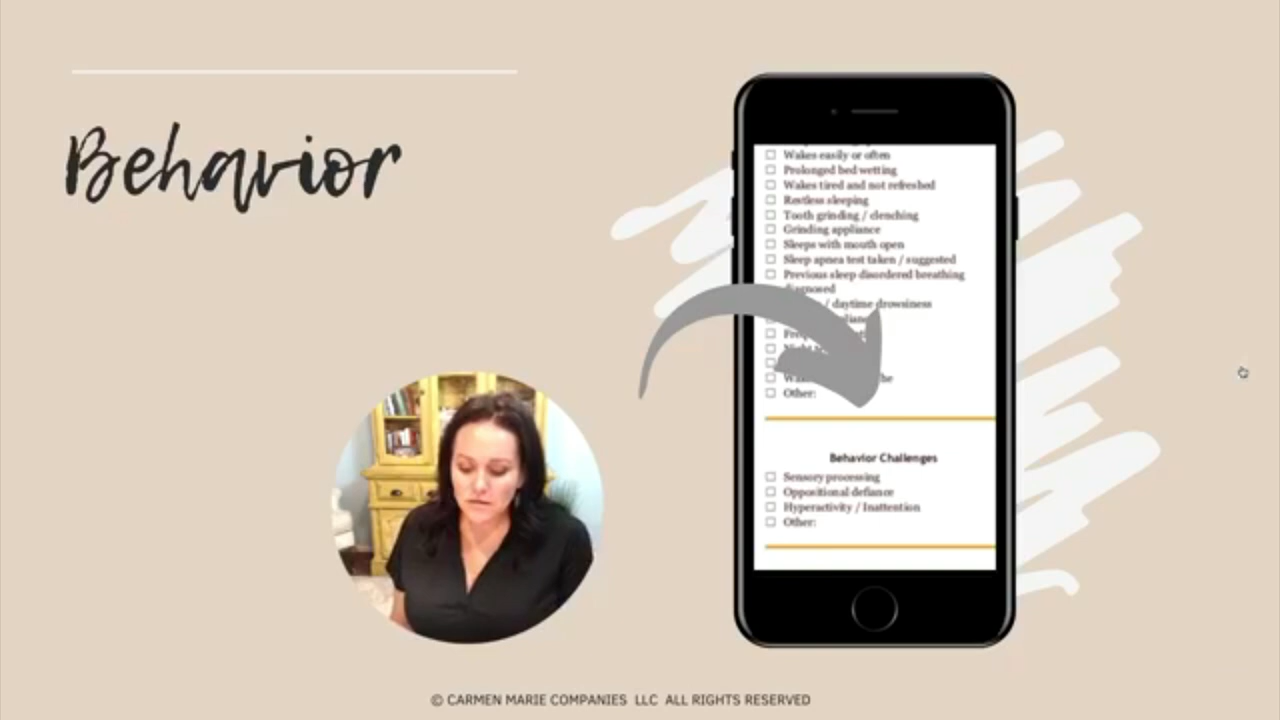 Behavior
Wakes easily or often
Prolonged bed wetting
Wakes tired and not refreshed
Restless sleeping
Tooth grinding / clenching
Grinding appliance
Sleeps with mouth open
Sleep apnea test taken / suggested
Previous sleep disordered breathing
diagnosed
/ daytime drowsiness
Other:
Behavior Challenges
Sensory processing
Oppositional defiance
Hyperactivity / Inattention
Other:
© CARMEN MARIE COMPANIES LLC ALL RIGHTS RESERVED